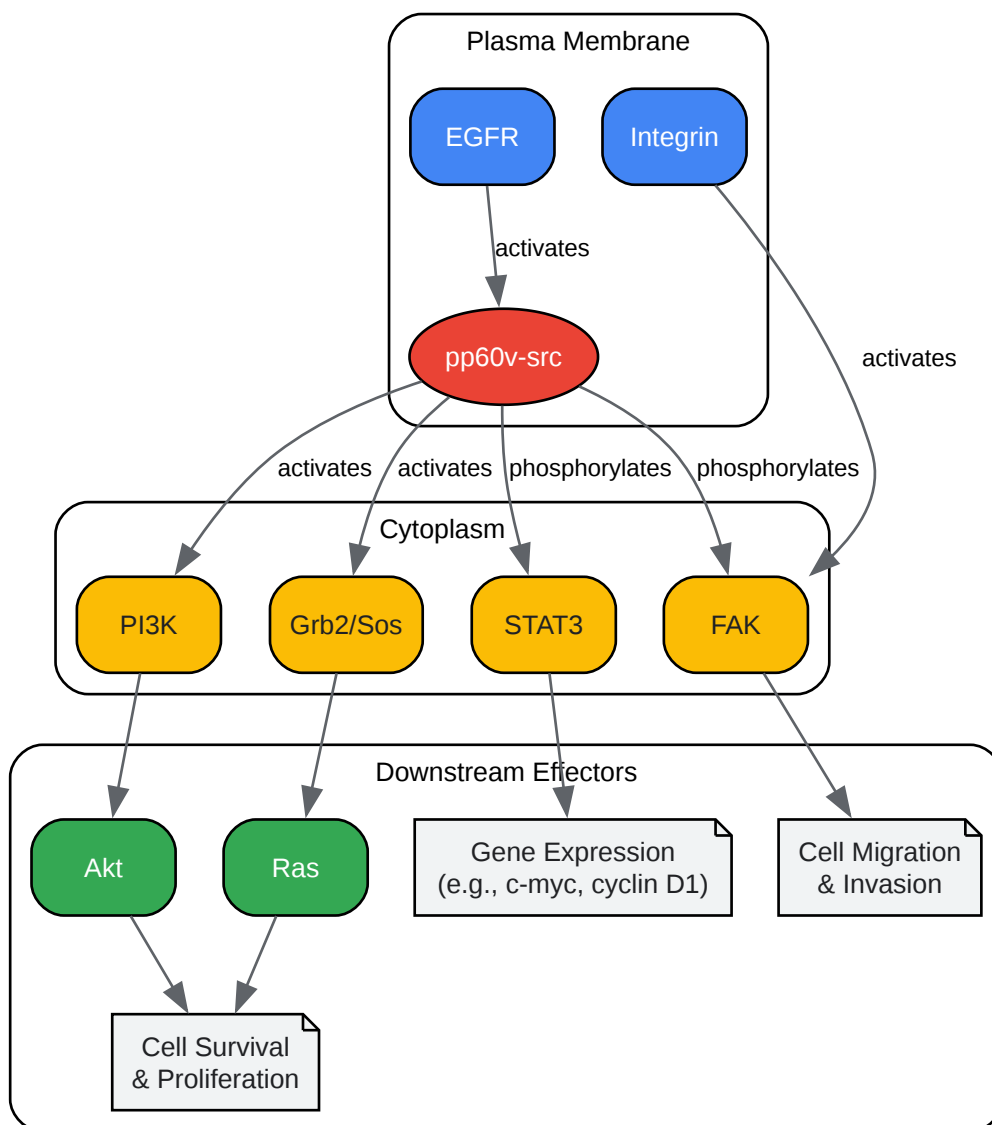 Plasma Membrane
EGFR
Integrin
activates
pp60v-src
activates
activates
activates
phosphorylates
phosphorylates
Cytoplasm
PI3K
Grb2/Sos
STAT3
FAK
Downstream Effectors
Akt
Ras
Gene Expression
(e.g., c-myc, cyclin D1)
Cell Migration
& Invasion
Cell Survival
& Proliferation